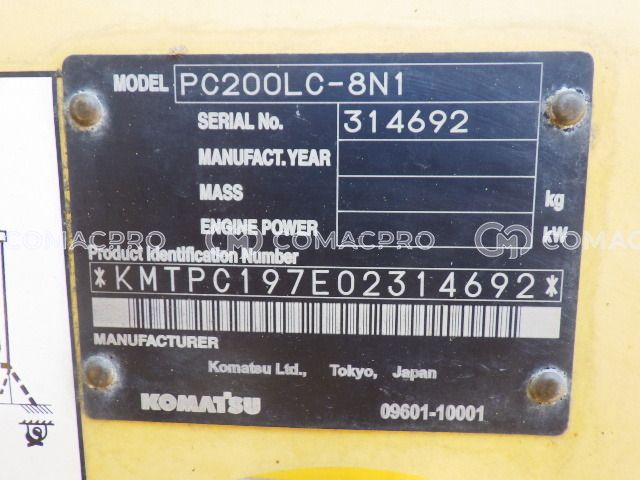 MODEL PC200LC-8N1
SERIAL No. 314692
MANUFACT.YEAR
MASS kg
ENGINE POWER kW
COMACPRO CM COMACPRO
Product Identification Number
*KMTPC197E02314692*
MANUFACTURER
Komatsu Ltd., Tokyo, Japan
KOMATSU 09601-10001